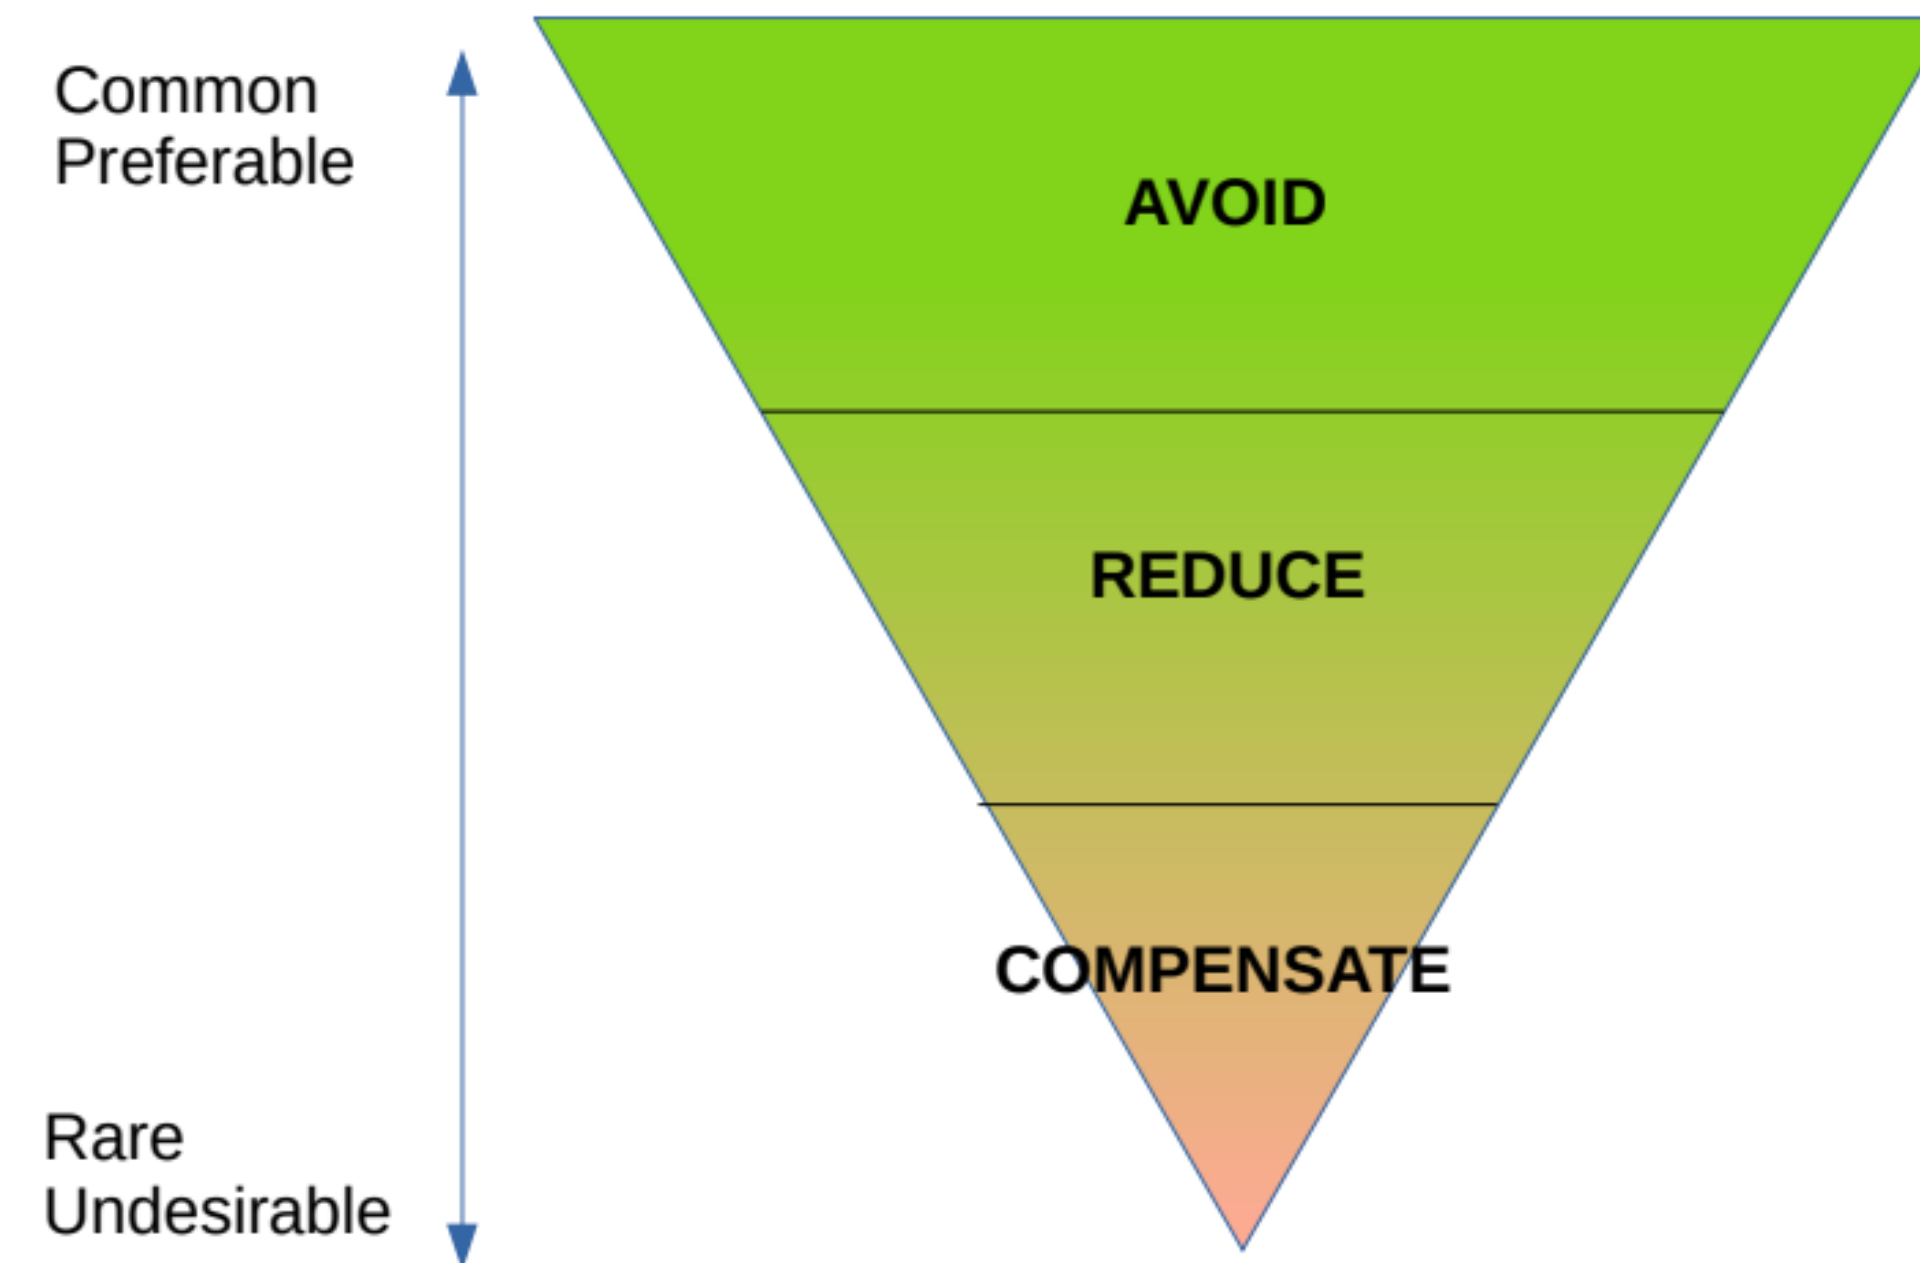 Common
Preferable
AVOID
REDUCE
COMPENSATE
Rare
Undesirable